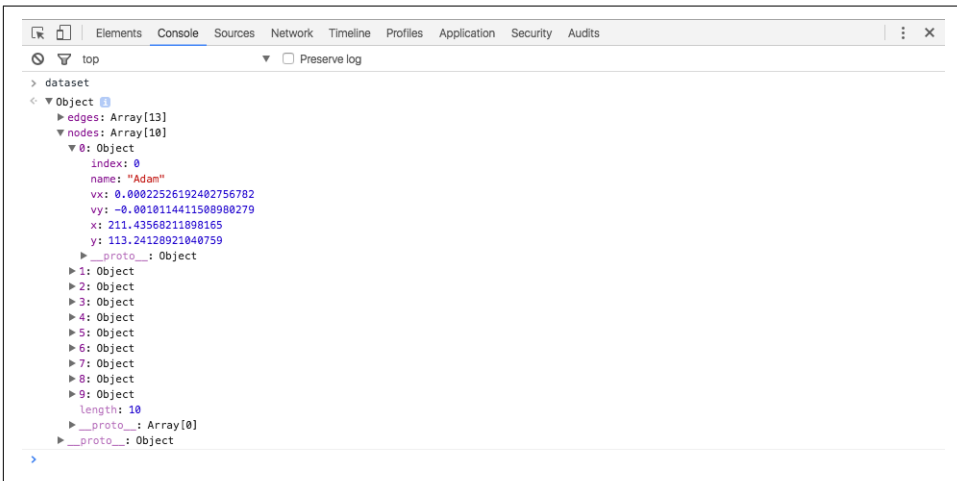 Elements Console Sources Network Timeline Profiles Application Security Audits
top Preserve log
> dataset
Object i
edges: Array[13]
nodes: Array[10]
0: Object
index: 0
name: "Adam"
vx: 0.00022526192402756782
vy: -0.0010114411508980279
x: 211.43568211898165
y: 113.24128921040759
__proto__: Object
1: Object
2: Object
3: Object
4: Object
5: Object
6: Object
7: Object
8: Object
9: Object
length: 10
__proto__: Array[0]
__proto__: Object
>